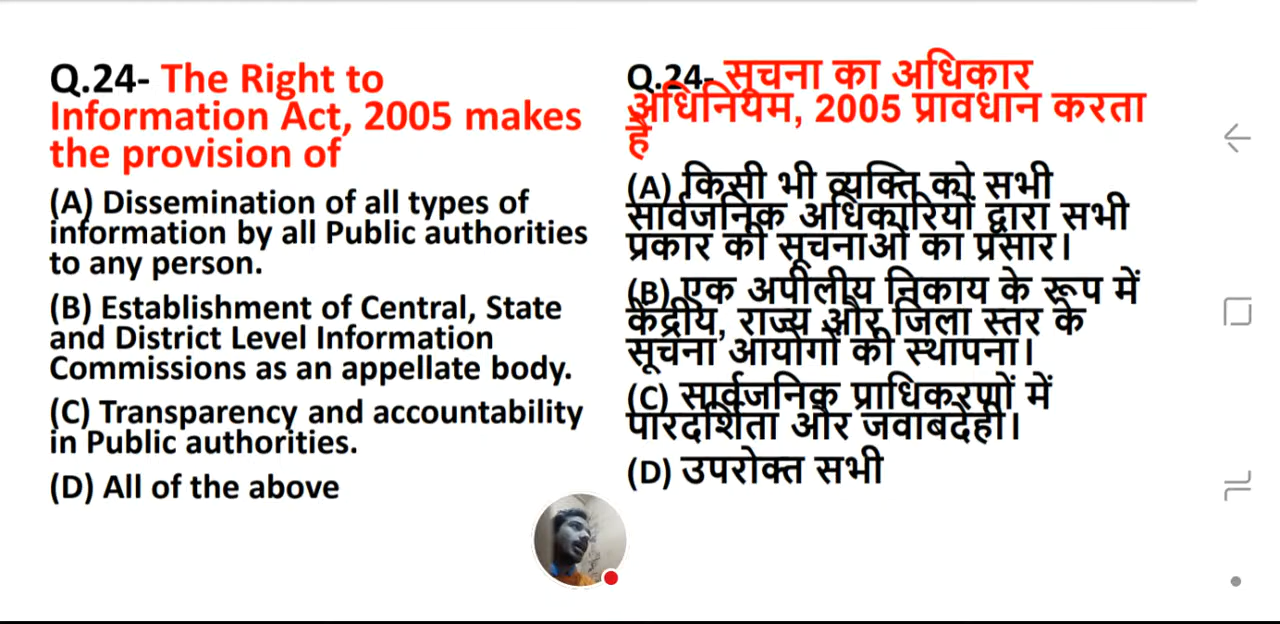 Q.24- The Right to
Information Act, 2005 makes
the provision of
(A) Dissemination of all types of
information by all Public authorities
to any person.
(B) Establishment of Central, State
and District Level Information
Commissions as an appellate body.
(C) Transparency and accountability
in Public authorities.
(D) All of the above
Q.24- सूचना का अधिकार
अधिनियम, 2005 प्रावधान करता
है
(A) किसी भी व्यक्ति को सभी
सार्वजनिक अधिकारियों द्वारा सभी
प्रकार की सूचनाओं का प्रसार।
(B) एक अपीलीय निकाय के रूप में
केंद्रीय, राज्य और जिला स्तर के
सूचना आयोगों की स्थापना।
(C) सार्वजनिक प्राधिकरणों में
पारदर्शिता और जवाबदेही।
(D) उपरोक्त सभी